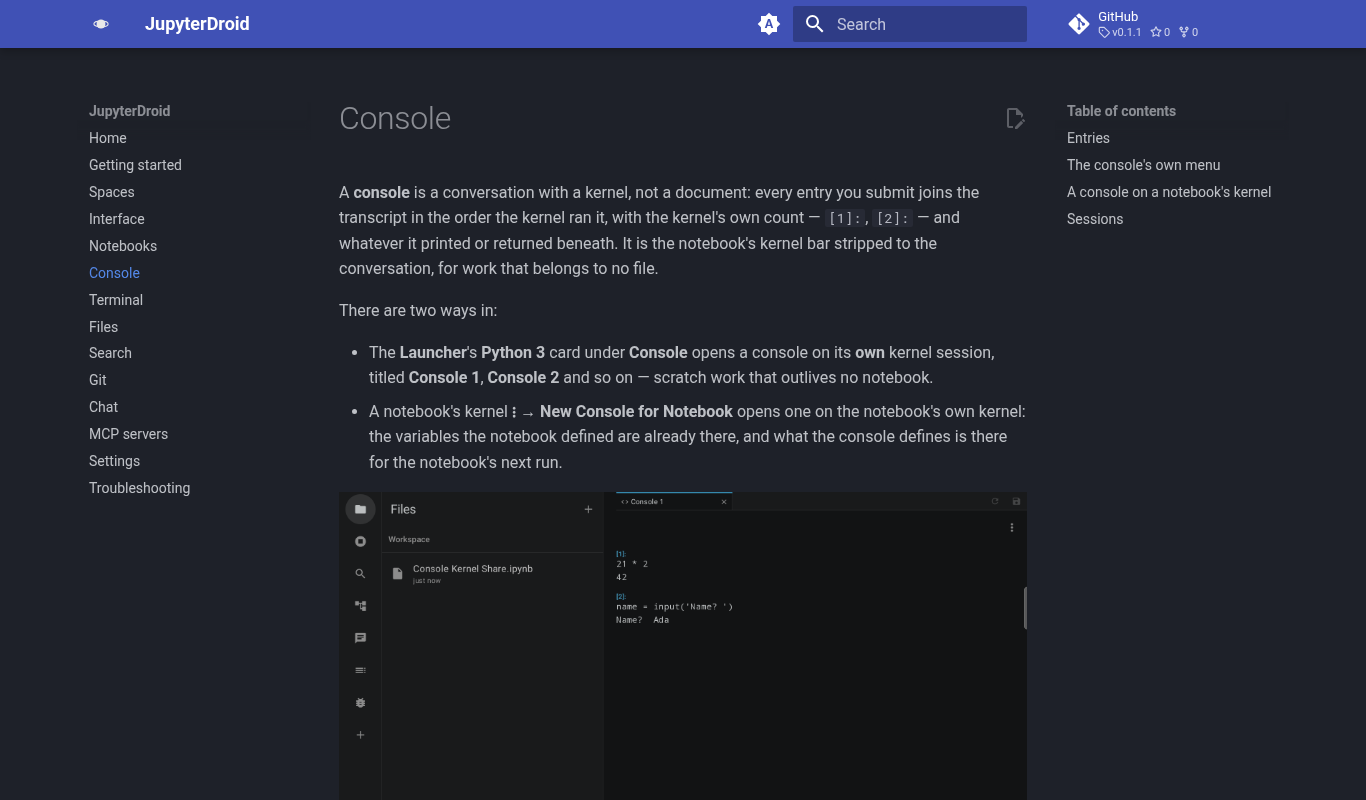 JupyterDroid
Search
GitHub
v0.1.1 0 0
JupyterDroid
Home
Getting started
Spaces
Interface
Notebooks
Console
Terminal
Files
Search
Git
Chat
MCP servers
Settings
Troubleshooting
Console
A console is a conversation with a kernel, not a document: every entry you submit joins the
transcript in the order the kernel ran it, with the kernel's own count — [1]:, [2]: — and
whatever it printed or returned beneath. It is the notebook's kernel bar stripped to the
conversation, for work that belongs to no file.
There are two ways in:
• The Launcher's Python 3 card under Console opens a console on its own kernel session,
titled Console 1, Console 2 and so on — scratch work that outlives no notebook.
• A notebook's kernel ⋮ → New Console for Notebook opens one on the notebook's own kernel:
the variables the notebook defined are already there, and what the console defines is there
for the notebook's next run.
Files +
Workspace
Console Kernel Share.ipynb
just now
<> Console 1 ×
[1]:
21 * 2
42
[2]:
name = input('Name? ')
Name? Ada
Table of contents
Entries
The console's own menu
A console on a notebook's kernel
Sessions